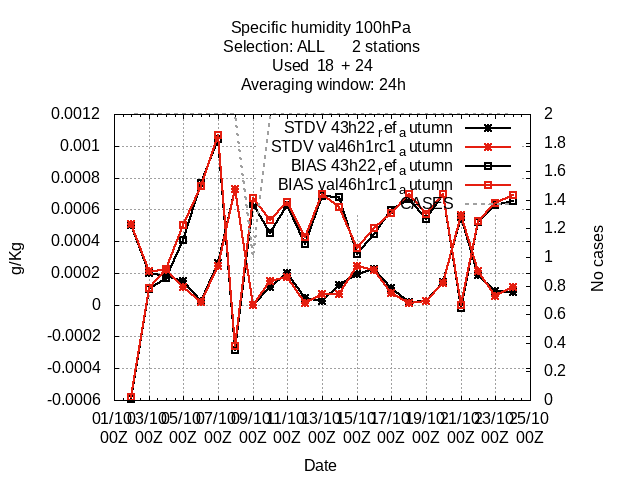 Specific humidity 100hPa
Selection: ALL 2 stations
Used 18 + 24
Averaging window: 24h
STDV 43h22refautumn
STDV val46h1rc1autumn
BIAS 43h22refautumn
BIAS val46h1rc1autumn
CASES
0.0012
0.001
0.0008
0.0006
0.0004
0.0002
0
-0.0002
-0.0004
-0.0006
g/Kg
2
1.8
1.6
1.4
1.2
1
0.8
0.6
0.4
0.2
0
No cases
01/10 03/10 05/10 07/10 09/10 11/10 13/10 15/10 17/10 19/10 21/10 23/10 25/10
00Z 00Z 00Z 00Z 00Z 00Z 00Z 00Z 00Z 00Z 00Z 00Z 00Z
Date